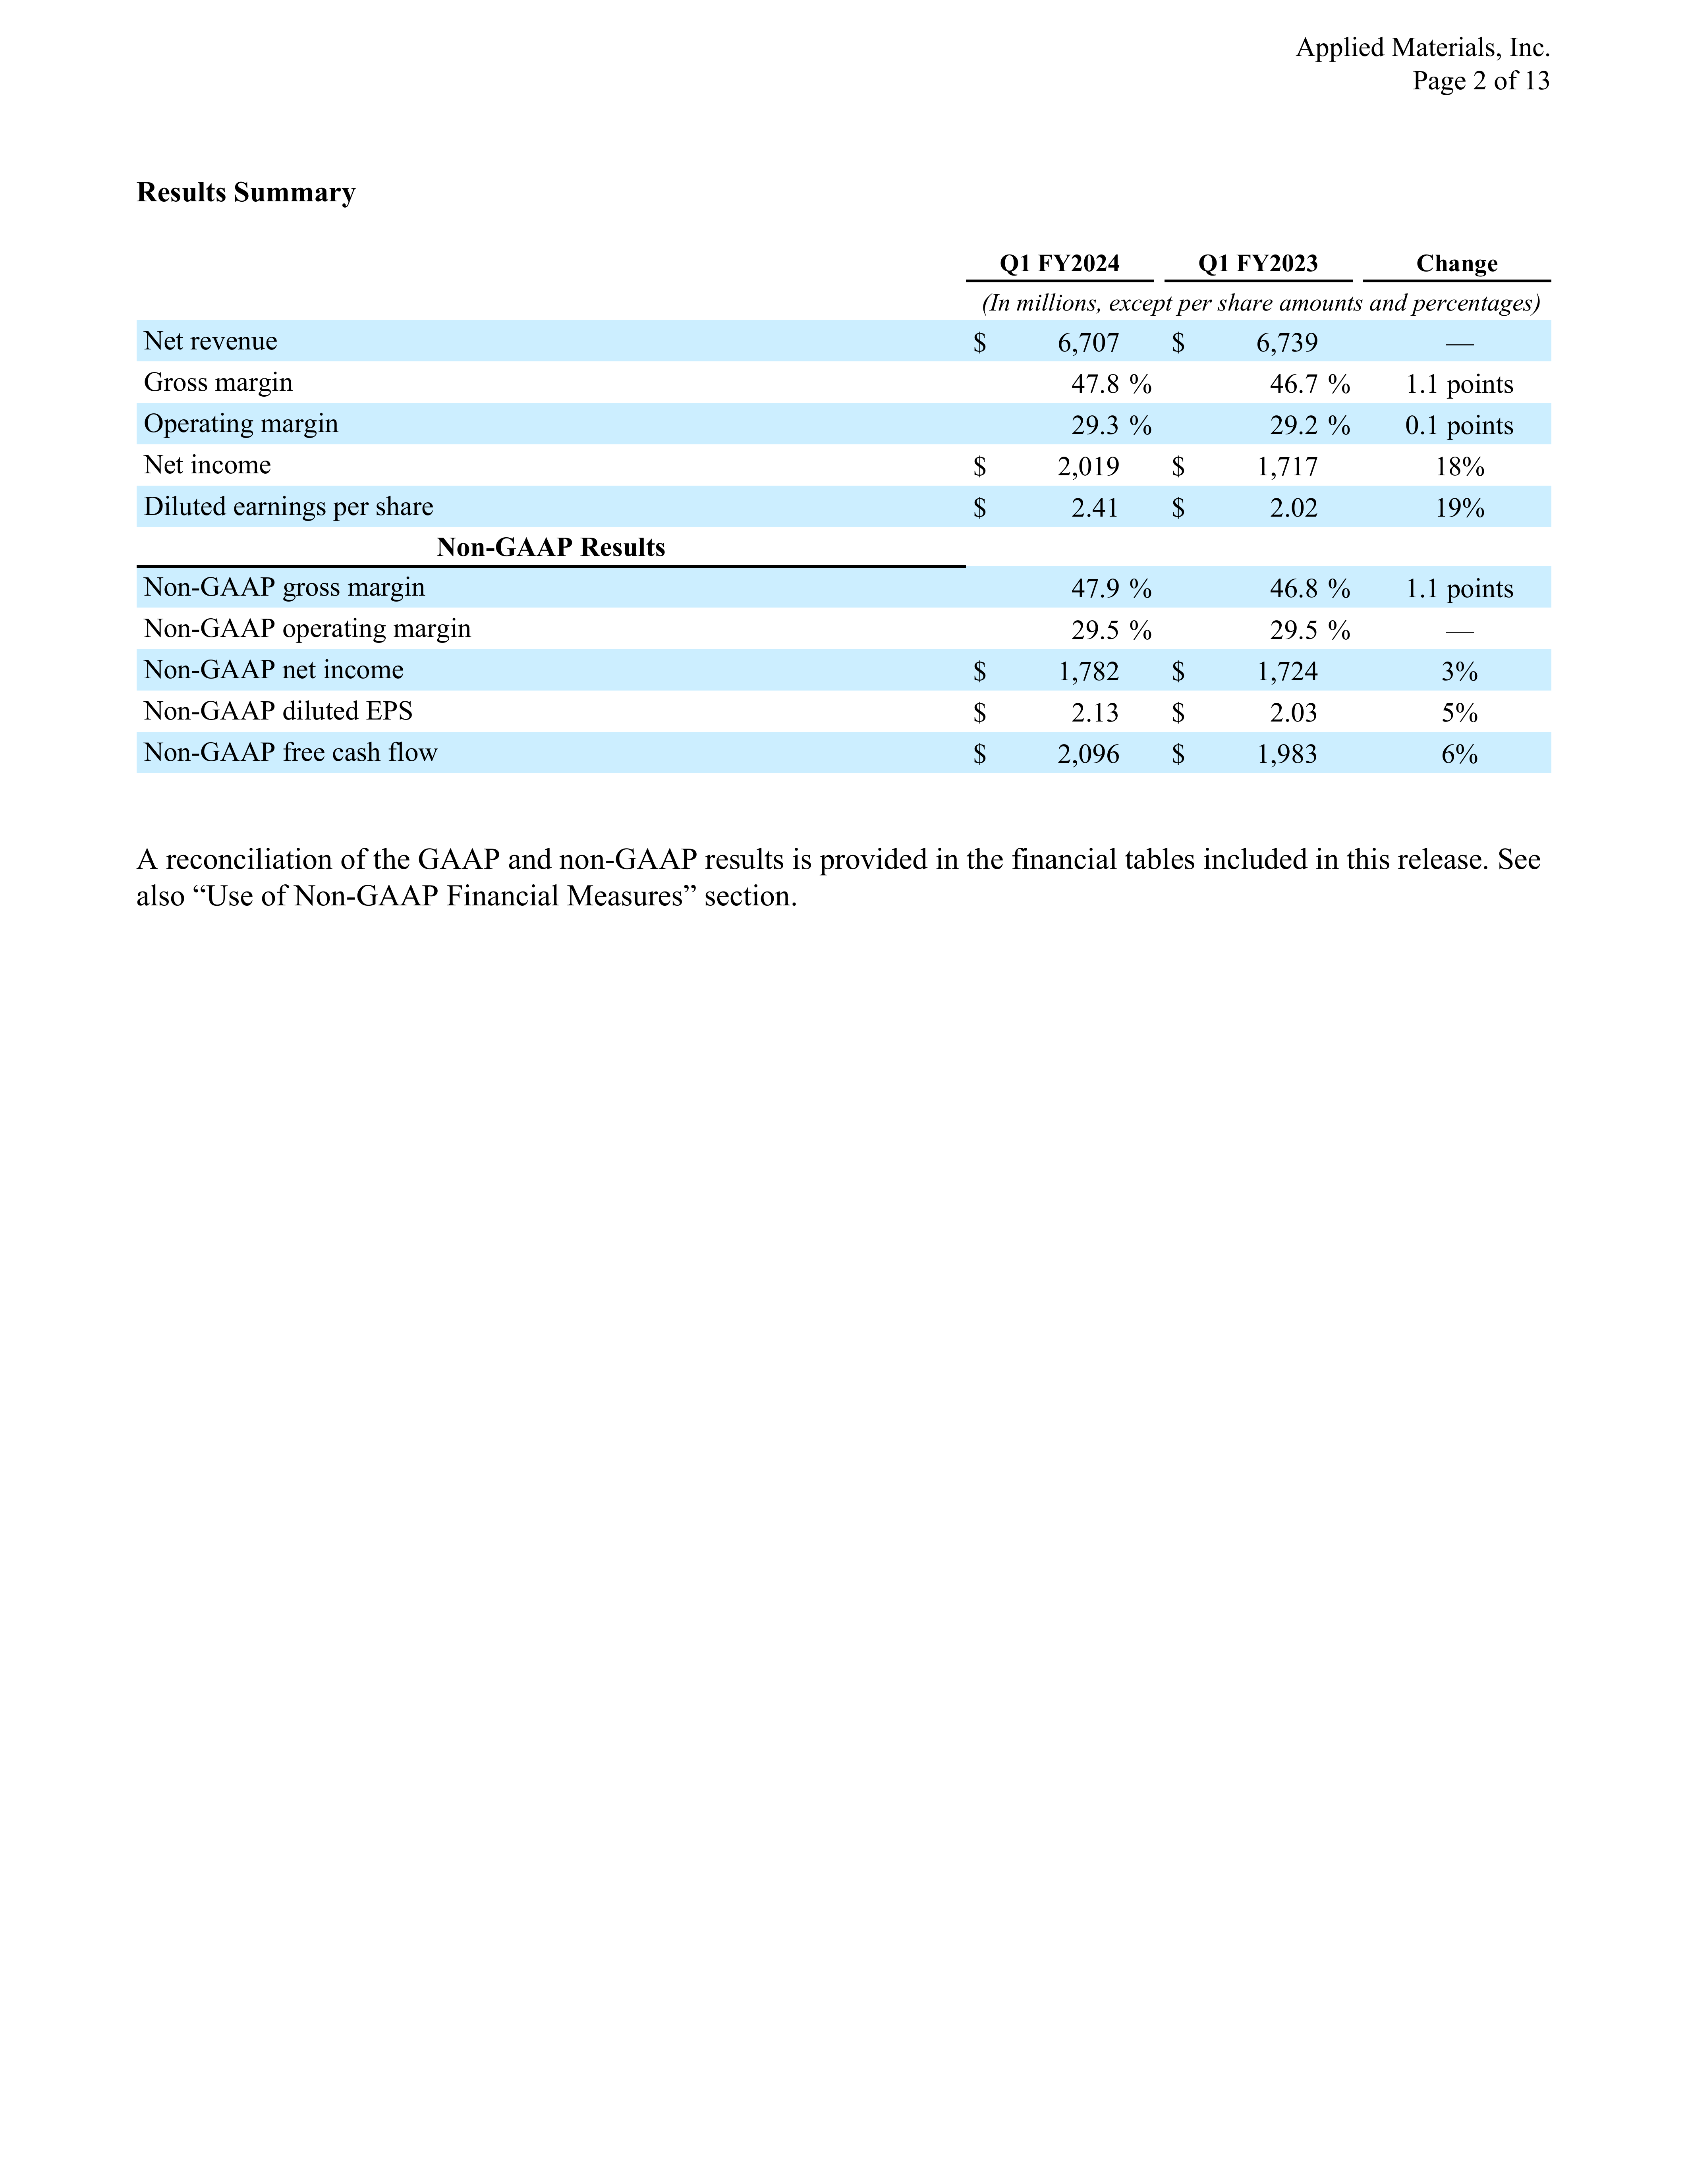 Applied Materials, Inc.
Page 2 of 13
Results Summary
Q1 FY2024 Q1 FY2023 Change
(In millions, except per share amounts and percentages)
Net revenue $ 6,707 $ 6,739 —
Gross margin 47.8 % 46.7 % 1.1 points
Operating margin 29.3 % 29.2 % 0.1 points
Net income $ 2,019 $ 1,717 18%
Diluted earnings per share $ 2.41 $ 2.02 19%
Non-GAAP Results
Non-GAAP gross margin 47.9 % 46.8 % 1.1 points
Non-GAAP operating margin 29.5 % 29.5 % —
Non-GAAP net income $ 1,782 $ 1,724 3%
Non-GAAP diluted EPS $ 2.13 $ 2.03 5%
Non-GAAP free cash flow $ 2,096 $ 1,983 6%
A reconciliation of the GAAP and non-GAAP results is provided in the financial tables included in this release. See
also “Use of Non-GAAP Financial Measures” section.